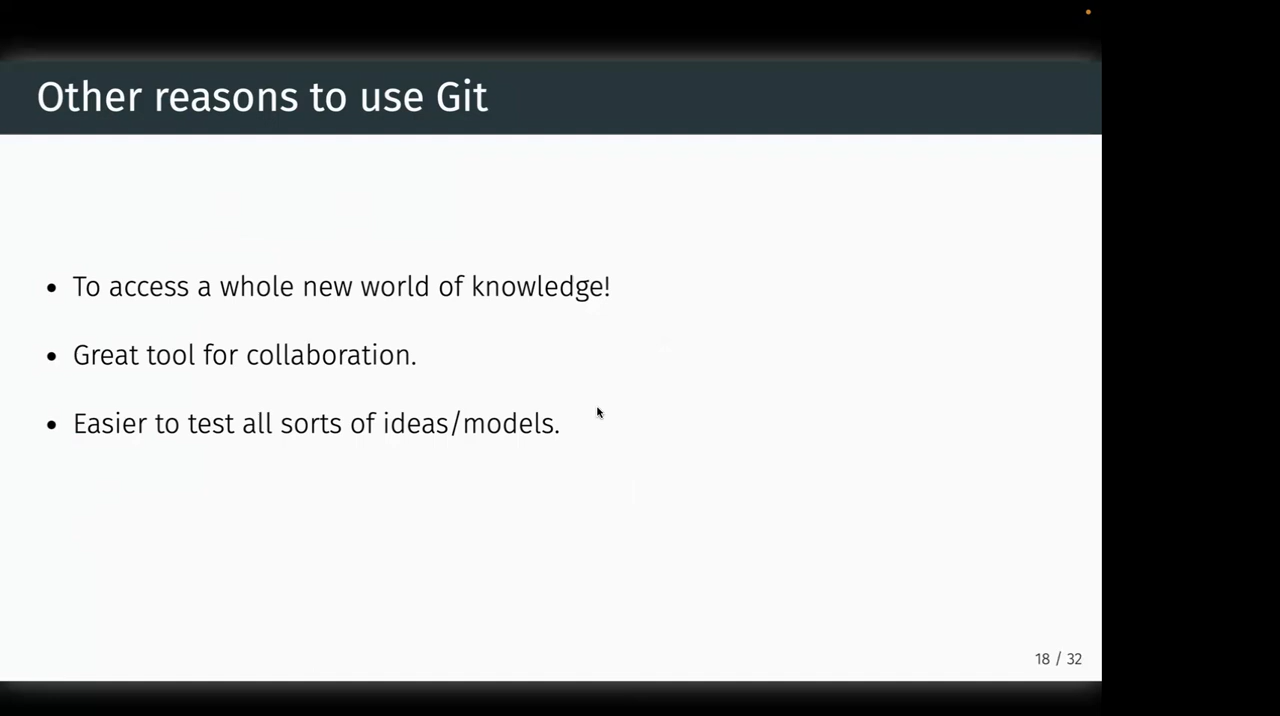 Other reasons to use Git
• To access a whole new world of knowledge!
• Great tool for collaboration.
• Easier to test all sorts of ideas/models.
18 / 32